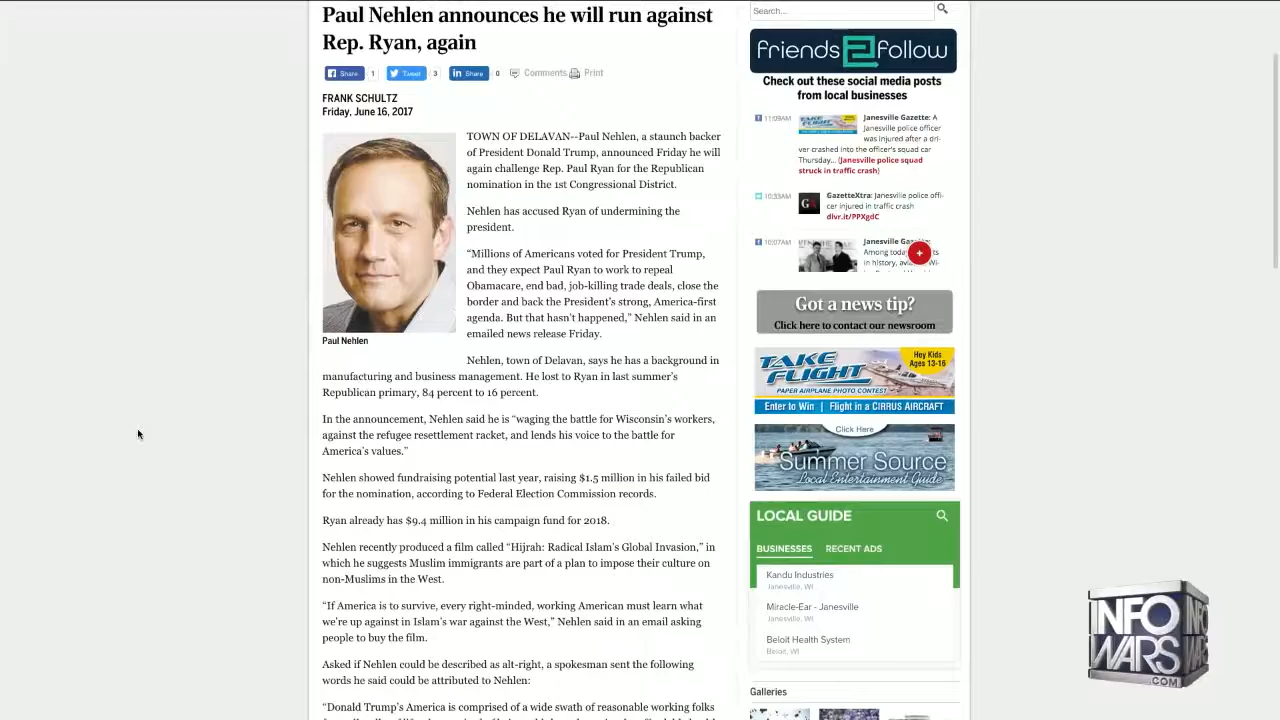 Paul Nehlen announces he will run against
Rep. Ryan, again
Share 1 Tweet 3 in Share 0 Comments Print
FRANK SCHULTZ
Friday, June 16, 2017
Paul Nehlen
TOWN OF DELAVAN--Paul Nehlen, a staunch backer
of President Donald Trump, announced Friday he will
again challenge Rep. Paul Ryan for the Republican
nomination in the 1st Congressional District.
Nehlen has accused Ryan of undermining the
president.
“Millions of Americans voted for President Trump,
and they expect Paul Ryan to work to repeal
Obamacare, end bad, job-killing trade deals, close the
border and back the President’s strong, America-first
agenda. But that hasn’t happened,” Nehlen said in an
emailed news release Friday.
Nehlen, town of Delavan, says he has a background in
manufacturing and business management. He lost to Ryan in last summer’s
Republican primary, 84 percent to 16 percent.
In the announcement, Nehlen said he is “waging the battle for Wisconsin’s workers,
against the refugee resettlement racket, and lends his voice to the battle for
America’s values.”
Nehlen showed fundraising potential last year, raising $1.5 million in his failed bid
for the nomination, according to Federal Election Commission records.
Ryan already has $9.4 million in his campaign fund for 2018.
Nehlen recently produced a film called “Hijrah: Radical Islam’s Global Invasion,” in
which he suggests Muslim immigrants are part of a plan to impose their culture on
non-Muslims in the West.
“If America is to survive, every right-minded, working American must learn what
we’re up against in Islam’s war against the West,” Nehlen said in an email asking
people to buy the film.
Asked if Nehlen could be described as alt-right, a spokesman sent the following
words he said could be attributed to Nehlen:
“Donald Trump’s America is comprised of a wide swath of reasonable working folks
Search...
friends2follow
Check out these social media posts
from local businesses
11:09AM
Janesville Gazette: A
Janesville police officer
was injured after a dri-
ver crashed into the officer's squad car
Thursday... (Janesville police squad
struck in traffic crash)
10:33AM
GazetteXtra: Janesville police offi-
cer injured in traffic crash
dlvr.it/PPXgdC
10:07AM
Janesville
Among
in history,
Got a news tip?
Click here to contact our newsroom
TAKE
FLIGHT
PAPER AIRPLANE PHOTO CONTEST
Hey Kids
Ages 13-16
Enter to Win | Flight in a CIRRUS AIRCRAFT
Click Here
Summer Source
Local Entertainment Guide
LOCAL GUIDE
BUSINESSES RECENT ADS
Kandu Industries
Janesville, WI
Miracle-Ear - Janesville
Janesville, WI
Beloit Health System
Beloit, WI
Galleries
INFO
WARS
.COM